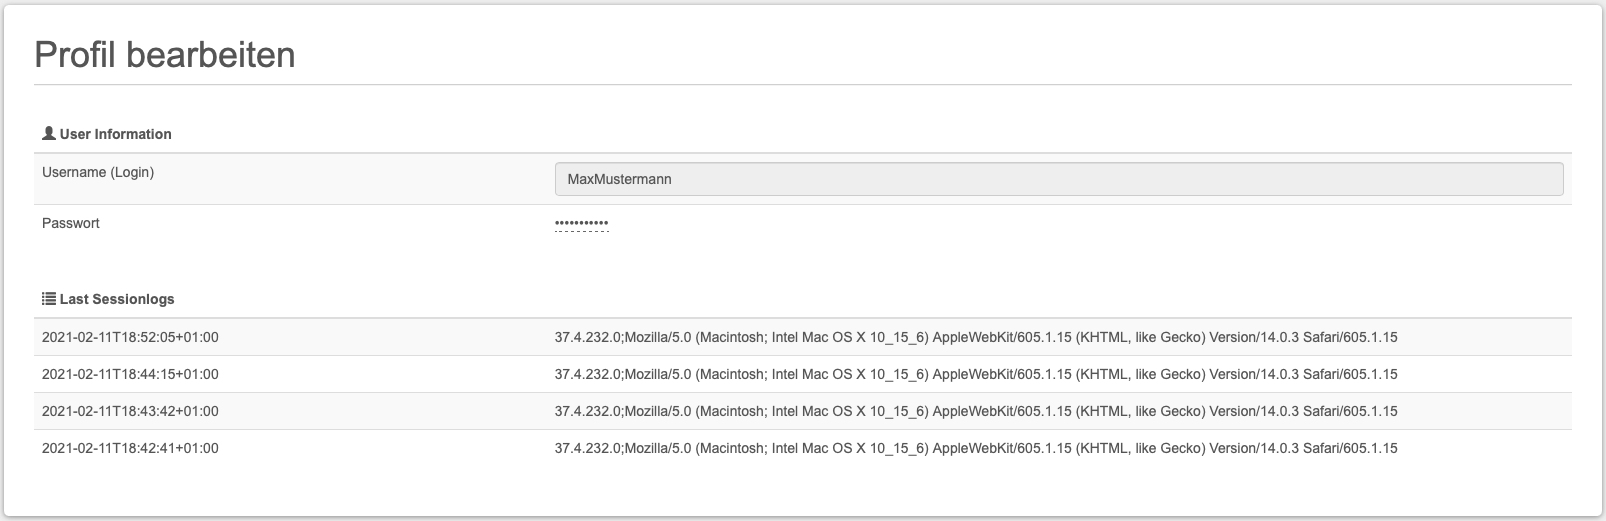 Profil bearbeiten
User Information
Username (Login) MaxMustermann
Passwort •••••••••••
Last Sessionlogs
2021-02-11T18:52:05+01:00 37.4.232.0;Mozilla/5.0 (Macintosh; Intel Mac OS X 10_15_6) AppleWebKit/605.1.15 (KHTML, like Gecko) Version/14.0.3 Safari/605.1.15
2021-02-11T18:44:15+01:00 37.4.232.0;Mozilla/5.0 (Macintosh; Intel Mac OS X 10_15_6) AppleWebKit/605.1.15 (KHTML, like Gecko) Version/14.0.3 Safari/605.1.15
2021-02-11T18:43:42+01:00 37.4.232.0;Mozilla/5.0 (Macintosh; Intel Mac OS X 10_15_6) AppleWebKit/605.1.15 (KHTML, like Gecko) Version/14.0.3 Safari/605.1.15
2021-02-11T18:42:41+01:00 37.4.232.0;Mozilla/5.0 (Macintosh; Intel Mac OS X 10_15_6) AppleWebKit/605.1.15 (KHTML, like Gecko) Version/14.0.3 Safari/605.1.15